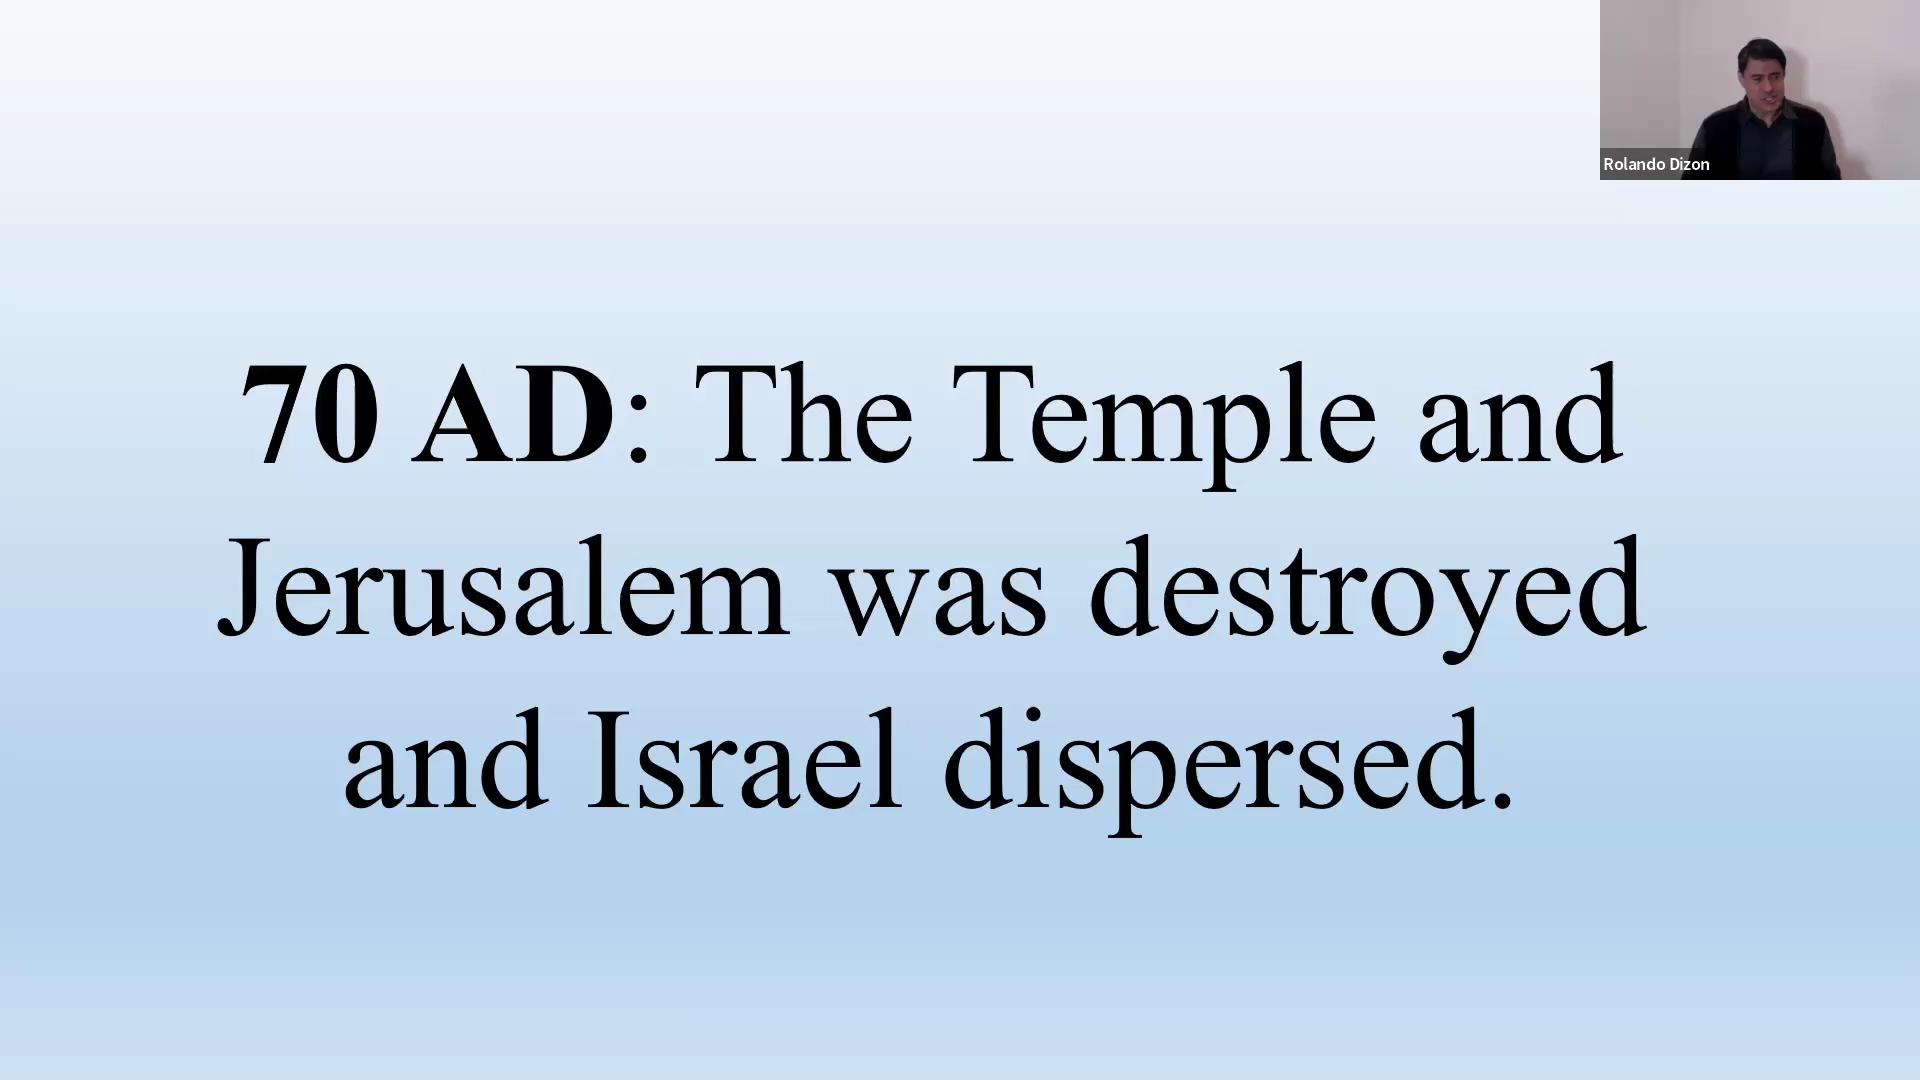 Rolando Dizon
70 AD: The Temple and
Jerusalem was destroyed
and Israel dispersed.